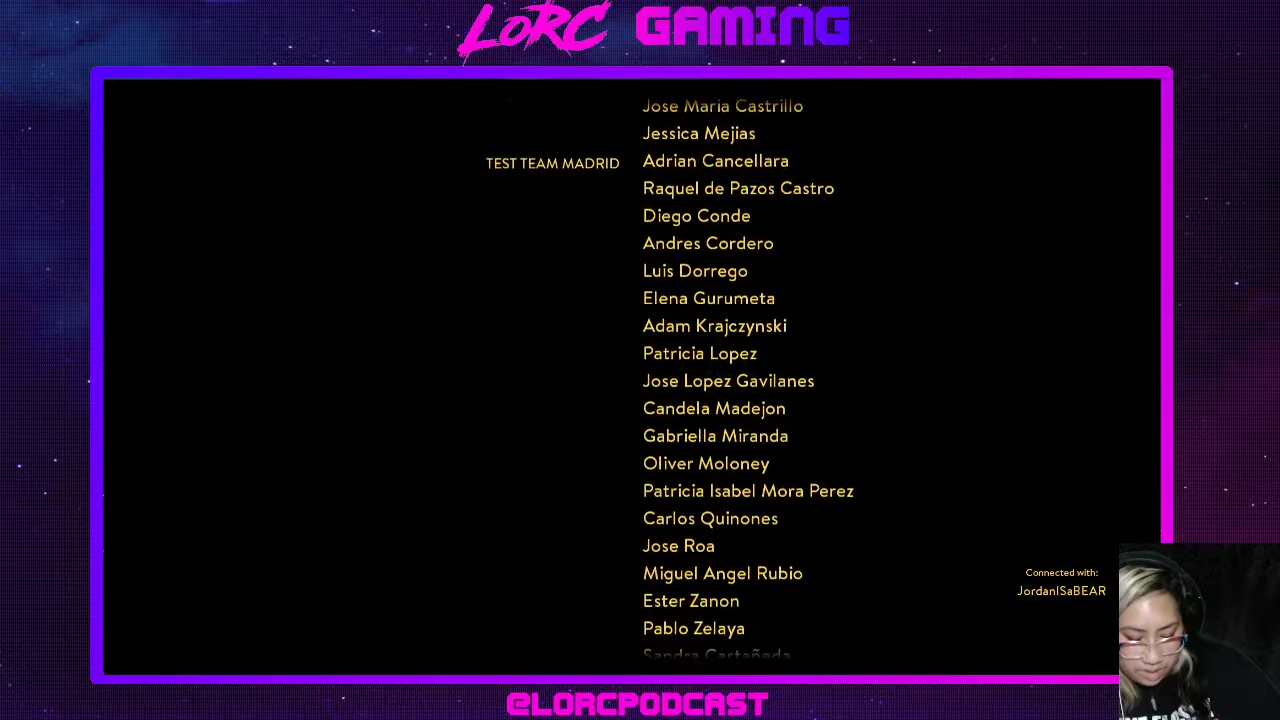 LORC GAMING
Jose Maria Castrillo
Jessica Mejias
TEST TEAM MADRID Adrian Cancellara
Raquel de Pazos Castro
Diego Conde
Andres Cordero
Luis Dorrego
Elena Gurumeta
Adam Krajczynski
Patricia Lopez
Jose Lopez Gavilanes
Candela Madejon
Gabriella Miranda
Oliver Moloney
Patricia Isabel Mora Perez
Carlos Quinones
Jose Roa
Miguel Angel Rubio
Ester Zanon
Pablo Zelaya
Sandra Castañeda
Connected with:
JordanISaBEAR
@LORCPODCAST